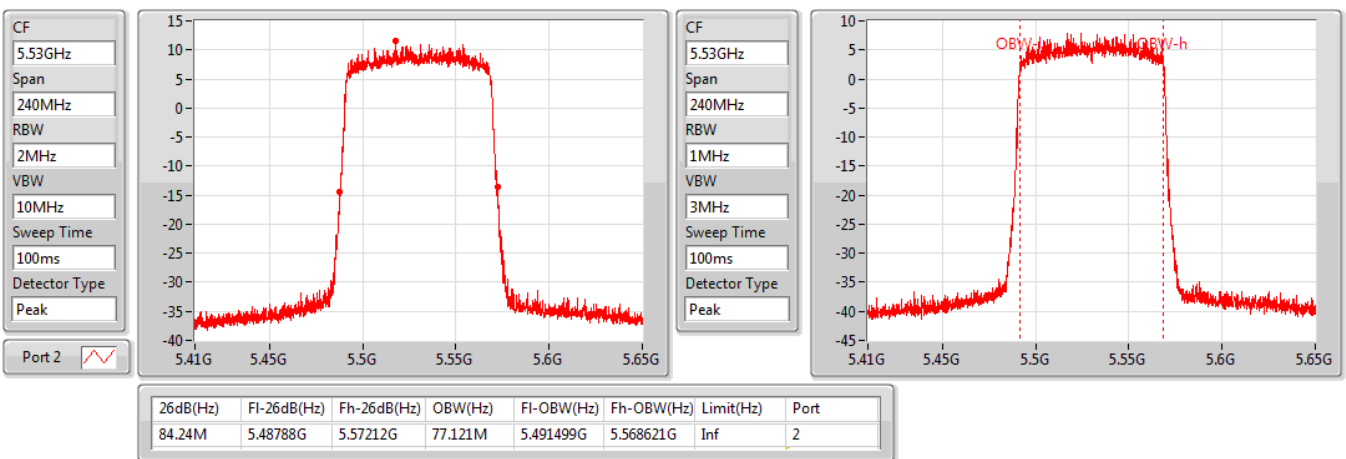 CF
5.53GHz
Span
240MHz
RBW
2MHz
VBW
10MHz
Sweep Time
100ms
Detector Type
Peak
Port 2
15
10
5
0
-5
-10
-15
-20
-25
-30
-35
-40
5.41G 5.45G 5.5G 5.55G 5.6G 5.65G
CF
5.53GHz
Span
240MHz
RBW
1MHz
VBW
3MHz
Sweep Time
100ms
Detector Type
Peak
10
5
0
-5
-10
-15
-20
-25
-30
-35
-40
-45
OBW-h
5.41G 5.45G 5.5G 5.55G 5.6G 5.65G
26dB(Hz) Fl-26dB(Hz) Fh-26dB(Hz) OBW(Hz) Fl-OBW(Hz) Fh-OBW(Hz) Limit(Hz) Port
84.24M 5.48788G 5.57212G 77.121M 5.491499G 5.568621G Inf 2